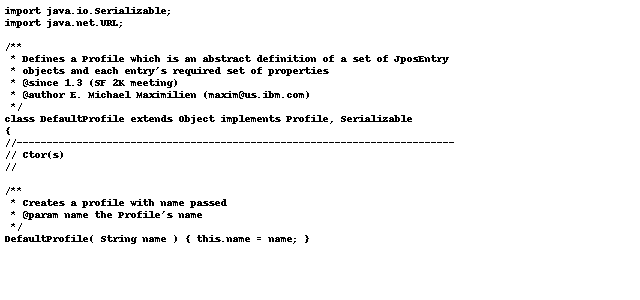 import java.io.Serializable;
import java.net.URL;

/**
 * Defines a Profile which is an abstract definition of a set of JposEntry
 * objects and each entry's required set of properties
 * @since 1.3 (SF 2K meeting)
 * @author E. Michael Maximilien (maxim@us.ibm.com)
 */
class DefaultProfile extends Object implements Profile, Serializable
{
//-------------------------------------------------------------------------
// Ctor(s)
//

/**
 * Creates a profile with name passed
 * @param name the Profile's name
 */
DefaultProfile( String name ) { this.name = name; }